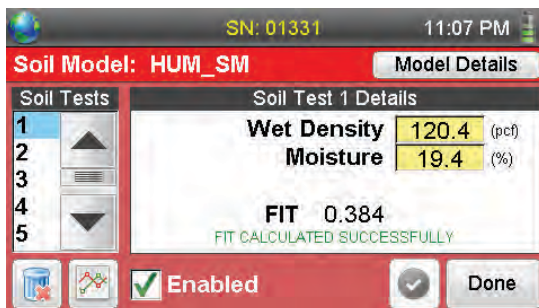 SN: 01331 11:07 PM
Soil Model: HUM_SM Model Details
Soil Tests Soil Test 1 Details
1
2
3
4
5
Wet Density 120.4 (pcf)
Moisture 19.4 (%)
FIT 0.384
FIT CALCULATED SUCCESSFULLY
Enabled Done